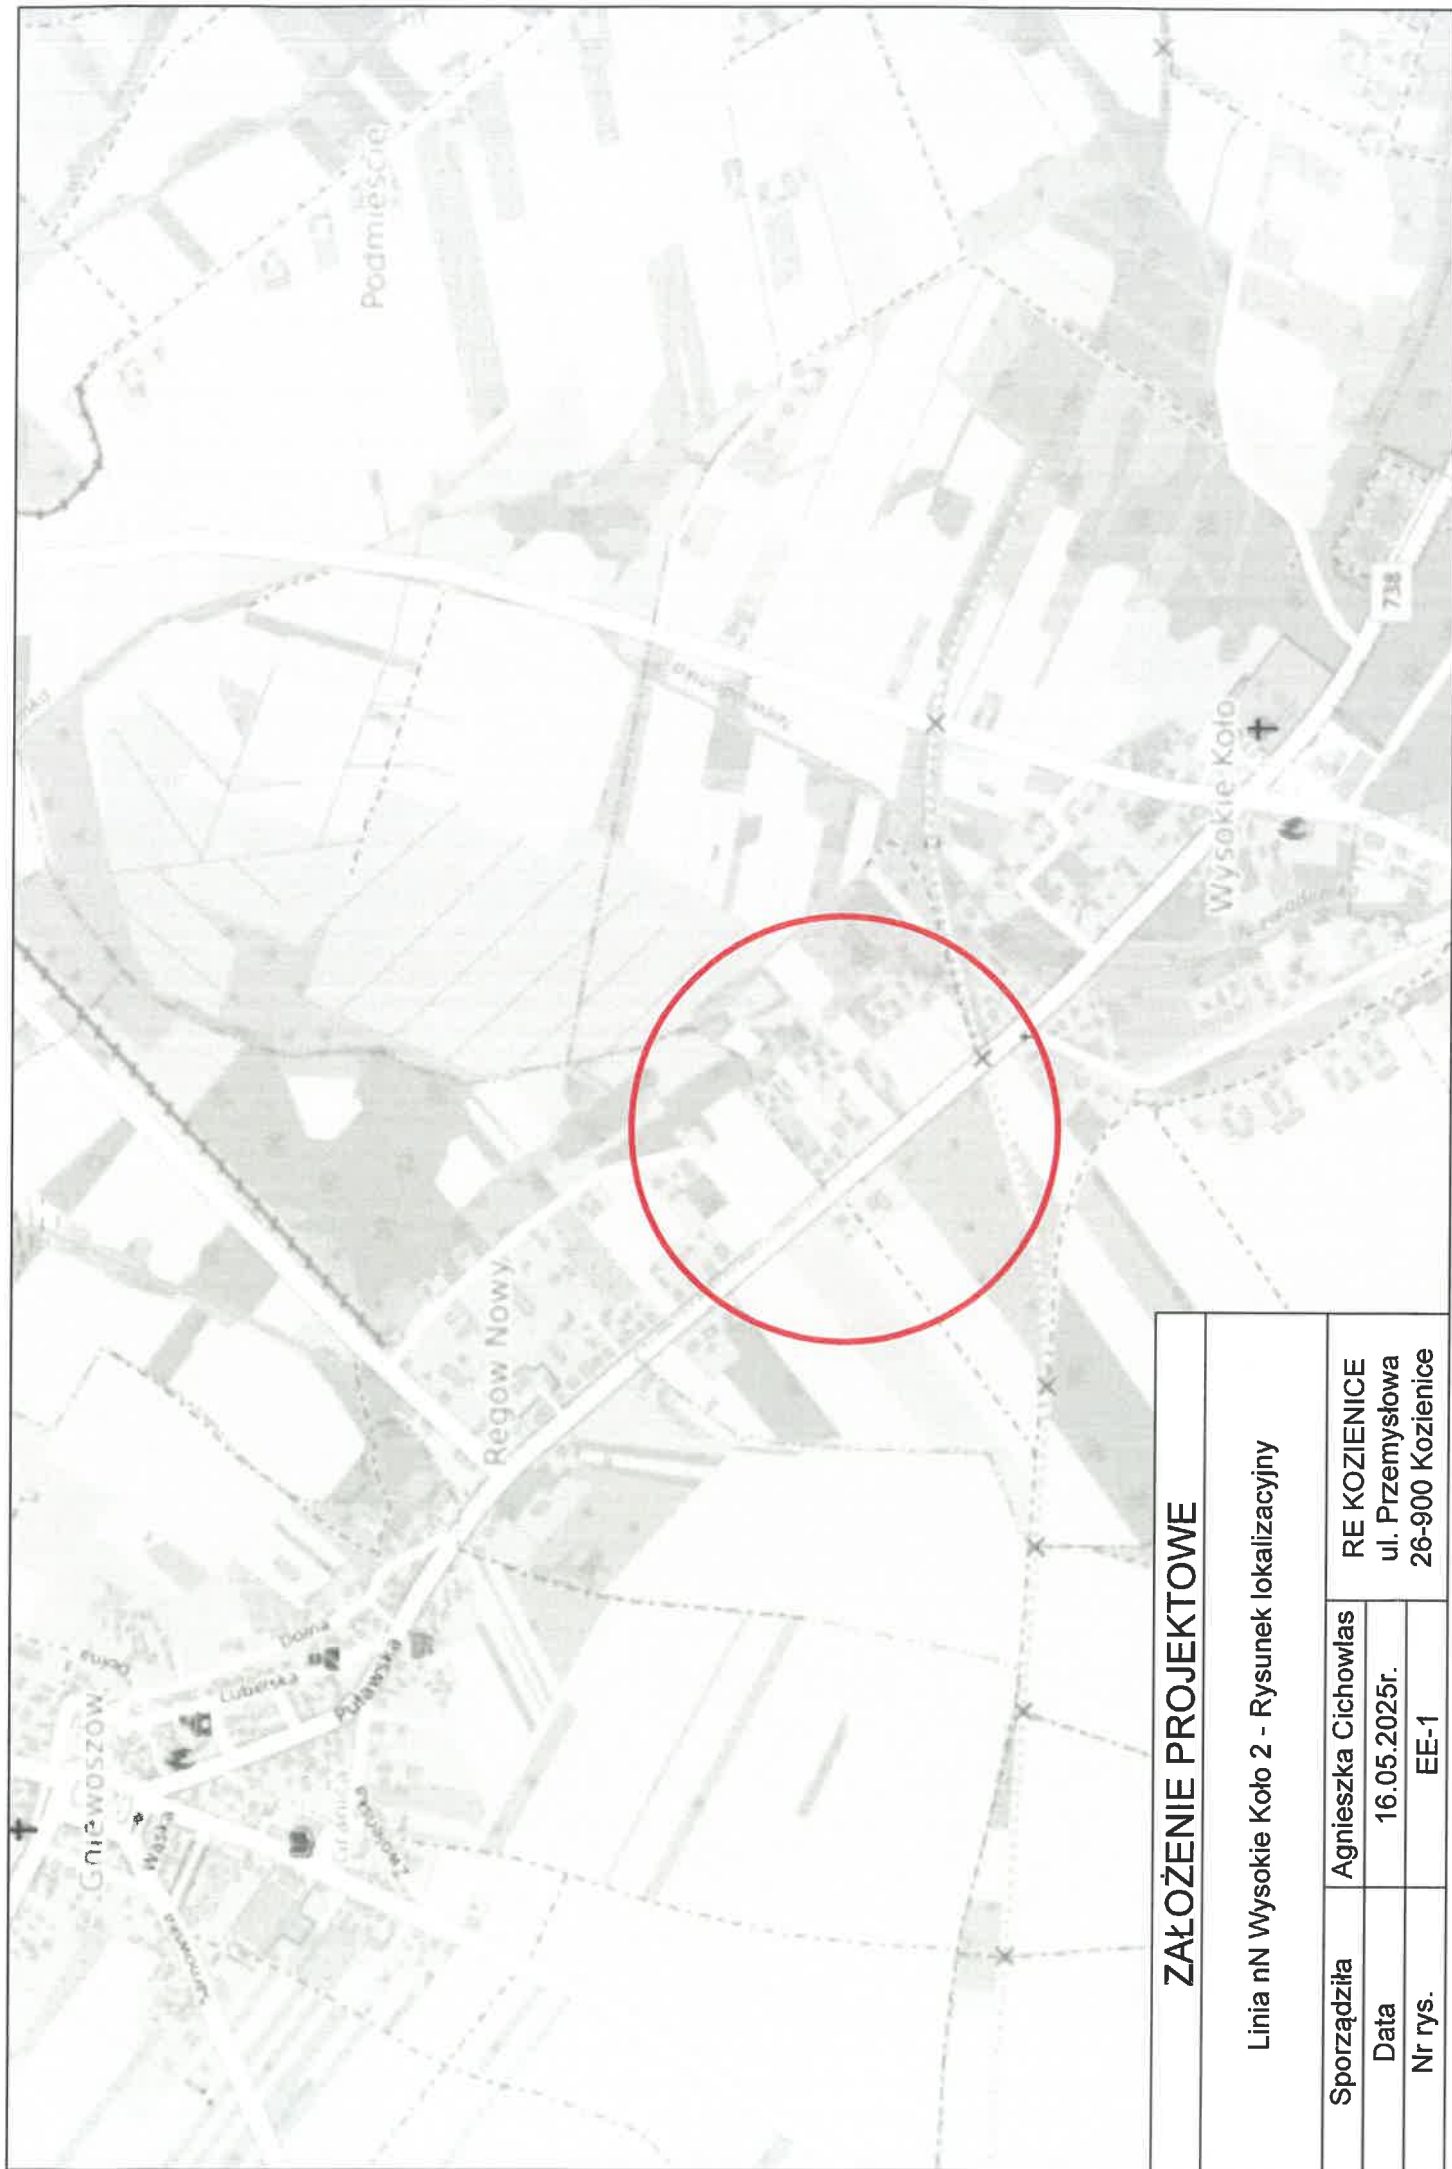 Podmieście
738
Wysokie Koło
Regów Nowy
Gniewoszów
Dolna
Dolna
Lubelska
Puławska
Wąska
ZAŁOŻENIE PROJEKTOWE
Linia nN Wysokie Koło 2 - Rysunek lokalizacyjny
Sporządziła
Agnieszka Cichowlas
Data
16.05.2025r.
Nr rys.
EE-1
RE KOZIENICE
ul. Przemysłowa
26-900 Kozienice